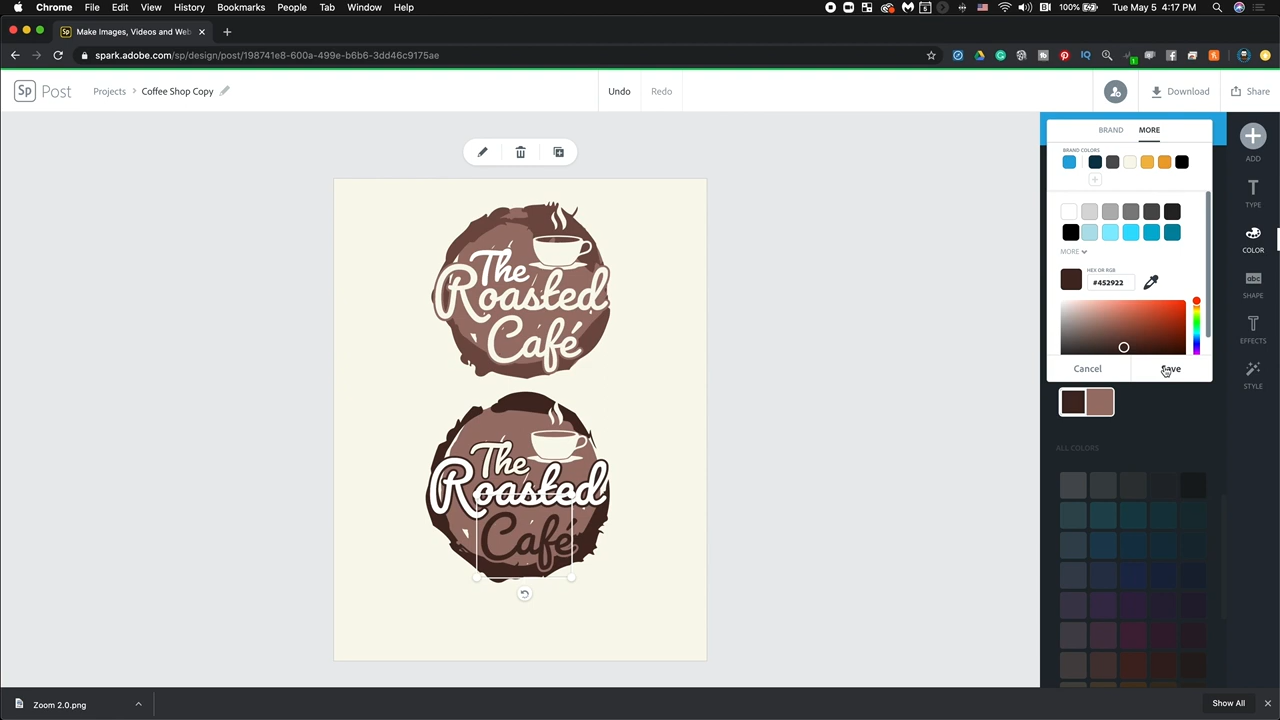 Chrome File Edit View History Bookmarks People Tab Window Help 100% Tue May 5 4:17 PM
Sp Make Images, Videos and Web
spark.adobe.com/sp/design/post/198741e8-600a-499e-b6b6-3dd46c9175ae
Sp Post Projects > Coffee Shop Copy Undo Redo Download Share
BRAND MORE
BRAND COLORS
ADD
TYPE
COLOR
MORE
HEX OR RGB
#452922
abc
SHAPE
EFFECTS
Cancel Save
STYLE
ALL COLORS
The
Roasted
Café
The
Roasted
Café
Zoom 2.0.png Show All